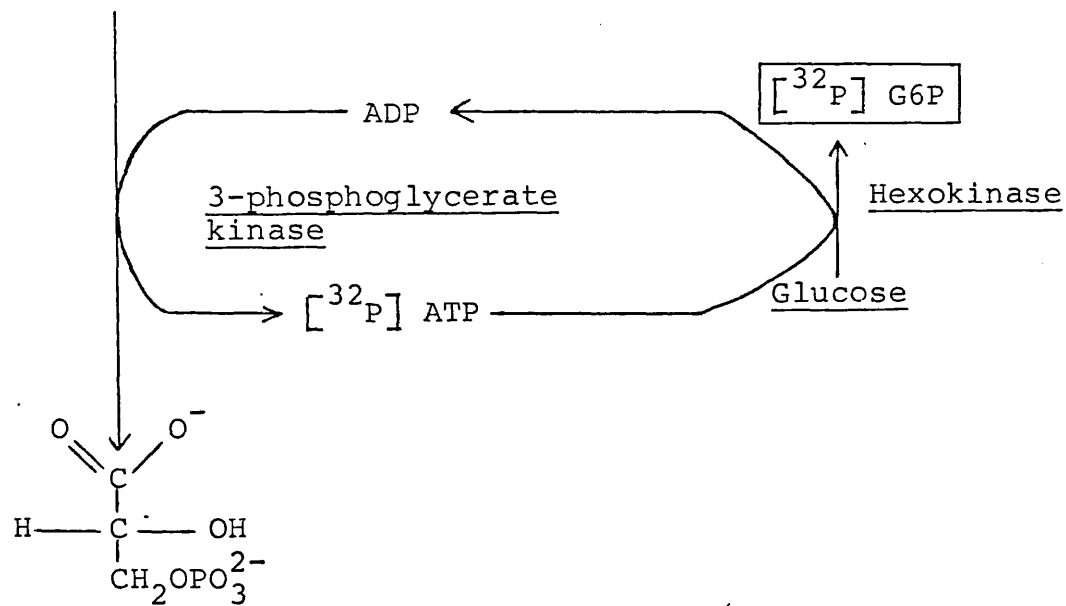 [³²P] G6P
ADP
3-phosphoglycerate
kinase
Hexokinase
[³²P] ATP
Glucose
O O⁻
C
H C OH
CH₂OPO₃²⁻